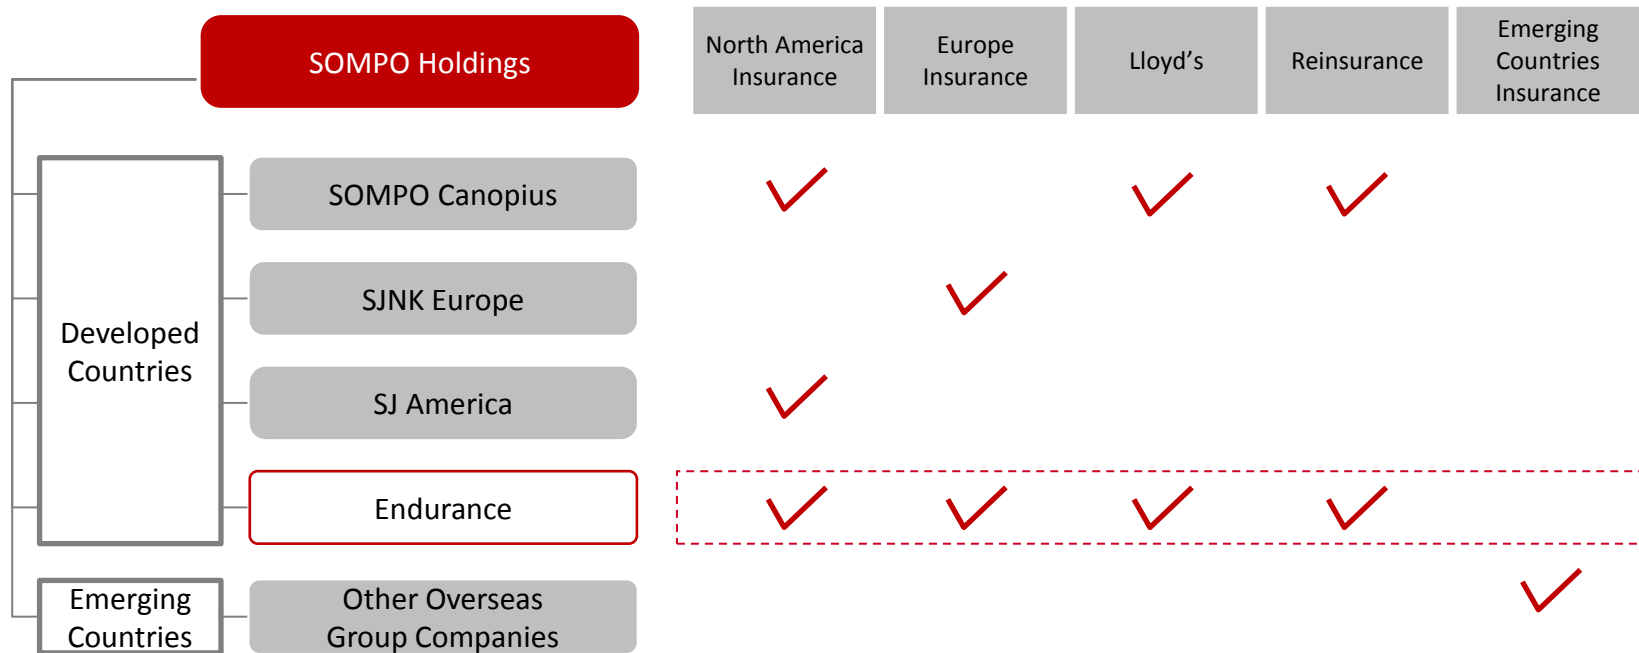 SOMPO Holdings
North America
Insurance
Europe
Insurance
Lloyd's
Reinsurance
Emerging
Countries
Insurance
Developed
Countries
SOMPO Canopius
SJNK Europe
SJ America
Endurance
Emerging
Countries
Other Overseas
Group Companies